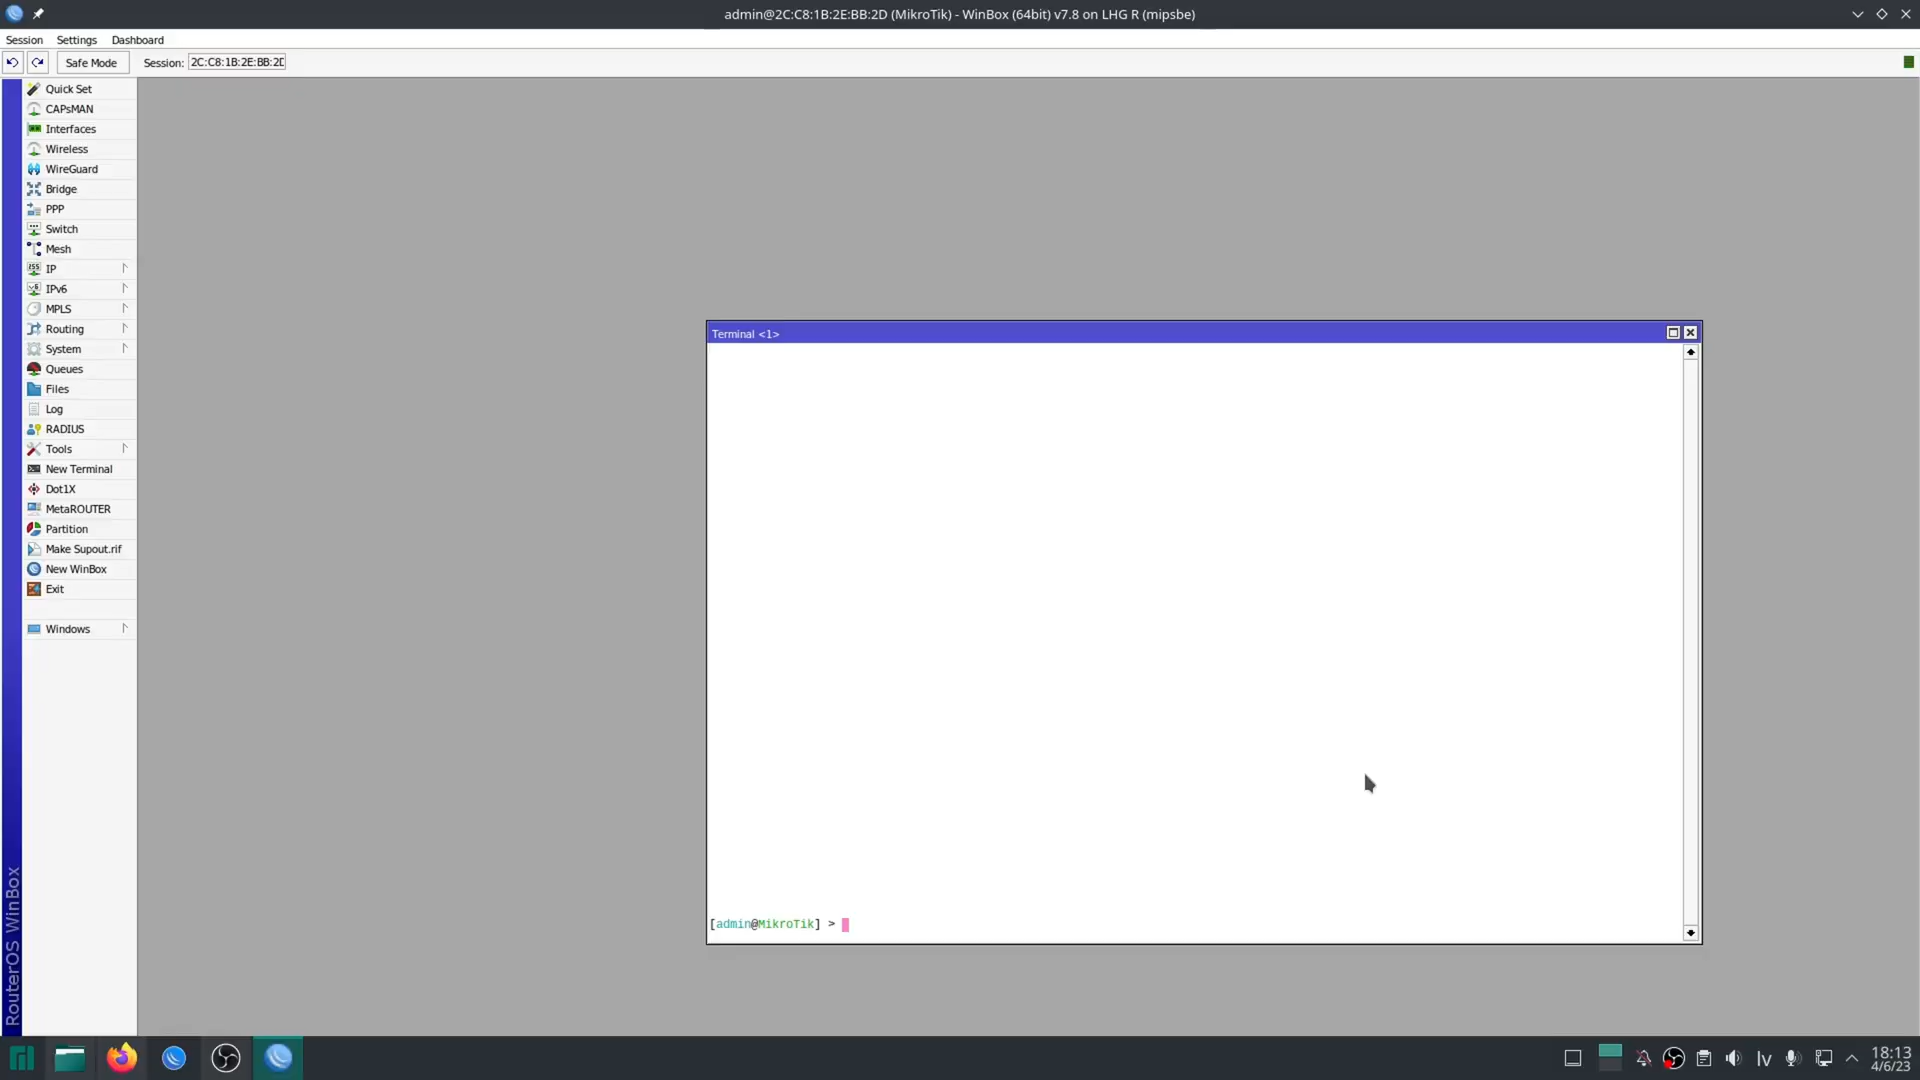 admin@2C:C8:1B:2E:BB:2D (MikroTik) - WinBox (64bit) v7.8 on LHG R (mipsbe)
Session Settings Dashboard
Safe Mode Session: 2C:C8:1B:2E:BB:2D
Quick Set
CAPsMAN
Interfaces
Wireless
WireGuard
Bridge
PPP
Switch
Mesh
IP
IPv6
MPLS
Routing
System
Queues
Files
Log
RADIUS
Tools
New Terminal
Dot1X
MetaROUTER
Partition
Make Supout.rif
New WinBox
Exit
Windows
RouterOS WinBox
Terminal <1>
[admin@MikroTik] >
lv
18:13
4/6/23